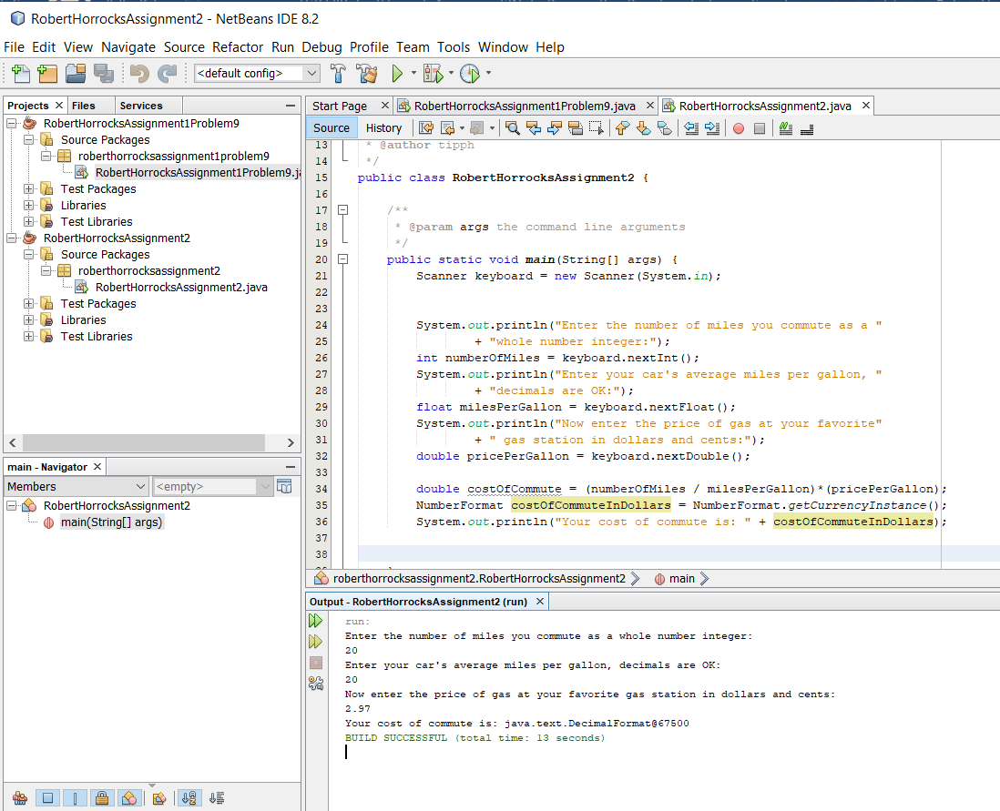 RobertHorrocksAssignment2 - NetBeans IDE 8.2
File Edit View Navigate Source Refactor Run Debug Profile Team Tools Window Help
<default config>
Projects × Files Services
RobertHorrocksAssignment1Problem9
Source Packages
roberthorrocksassignment1problem9
RobertHorrocksAssignment1Problem9.ja
Test Packages
Libraries
Test Libraries
RobertHorrocksAssignment2
Source Packages
roberthorrocksassignment2
RobertHorrocksAssignment2.java
Test Packages
Libraries
Test Libraries
main - Navigator ×
Members <empty>
RobertHorrocksAssignment2
main(String[] args)
Start Page × RobertHorrocksAssignment1Problem9.java × RobertHorrocksAssignment2.java ×
Source History
13 * @author tipph
14 */
15 public class RobertHorrocksAssignment2 {
16
17 /**
18 * @param args the command line arguments
19 */
20 public static void main(String[] args) {
21 Scanner keyboard = new Scanner(System.in);
22
23
24 System.out.println("Enter the number of miles you commute as a "
25 + "whole number integer:");
26 int numberOfMiles = keyboard.nextInt();
27 System.out.println("Enter your car's average miles per gallon, "
28 + "decimals are OK:");
29 float milesPerGallon = keyboard.nextFloat();
30 System.out.println("Now enter the price of gas at your favorite"
31 + " gas station in dollars and cents:");
32 double pricePerGallon = keyboard.nextDouble();
33
34 double costOfCommute = (numberOfMiles / milesPerGallon)*(pricePerGallon);
35 NumberFormat costOfCommuteInDollars = NumberFormat.getCurrencyInstance();
36 System.out.println("Your cost of commute is: " + costOfCommuteInDollars);
37
38
roberthorrocksassignment2.RobertHorrocksAssignment2 main
Output - RobertHorrocksAssignment2 (run) ×
run:
Enter the number of miles you commute as a whole number integer:
20
Enter your car's average miles per gallon, decimals are OK:
20
Now enter the price of gas at your favorite gas station in dollars and cents:
2.97
Your cost of commute is: java.text.DecimalFormat@67500
BUILD SUCCESSFUL (total time: 13 seconds)